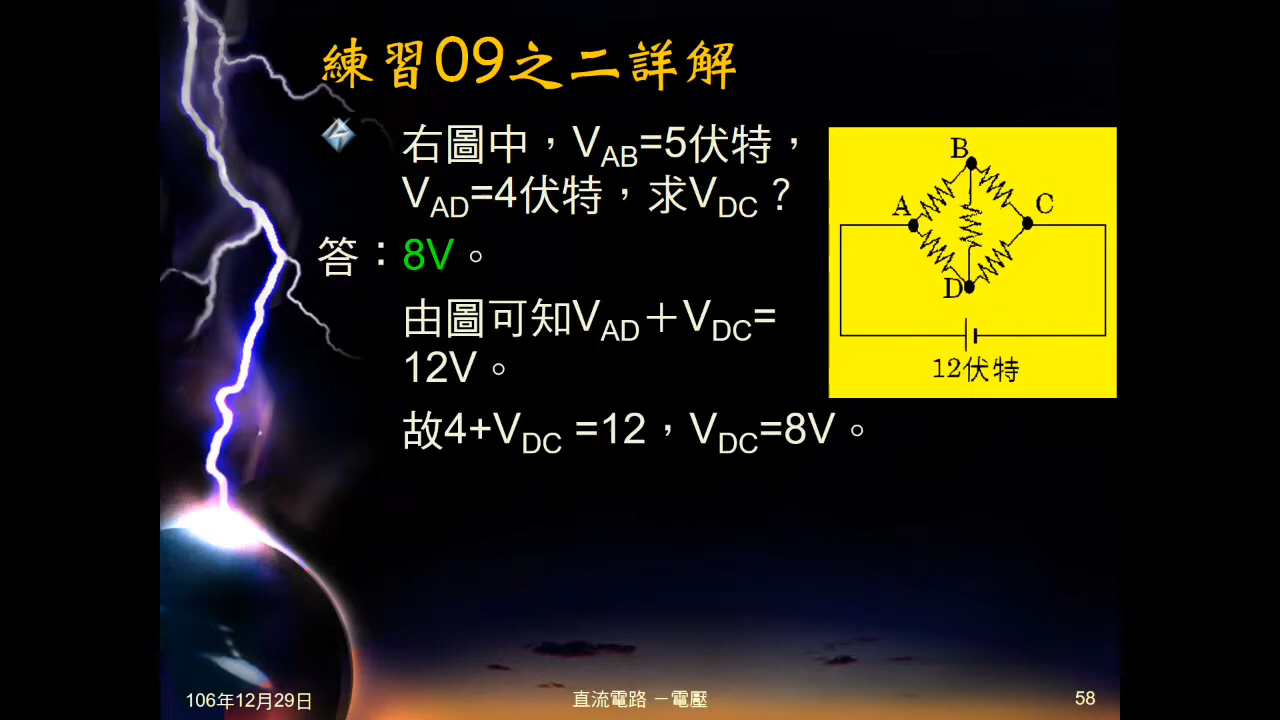 練習09之二詳解
右圖中，VAB=5伏特，
VAD=4伏特，求VDC？
答：8V。
由圖可知VAD＋VDC=
12V。
故4+VDC =12，VDC=8V。
B
A
C
D
12伏特
106年12月29日
直流電路 －電壓
58